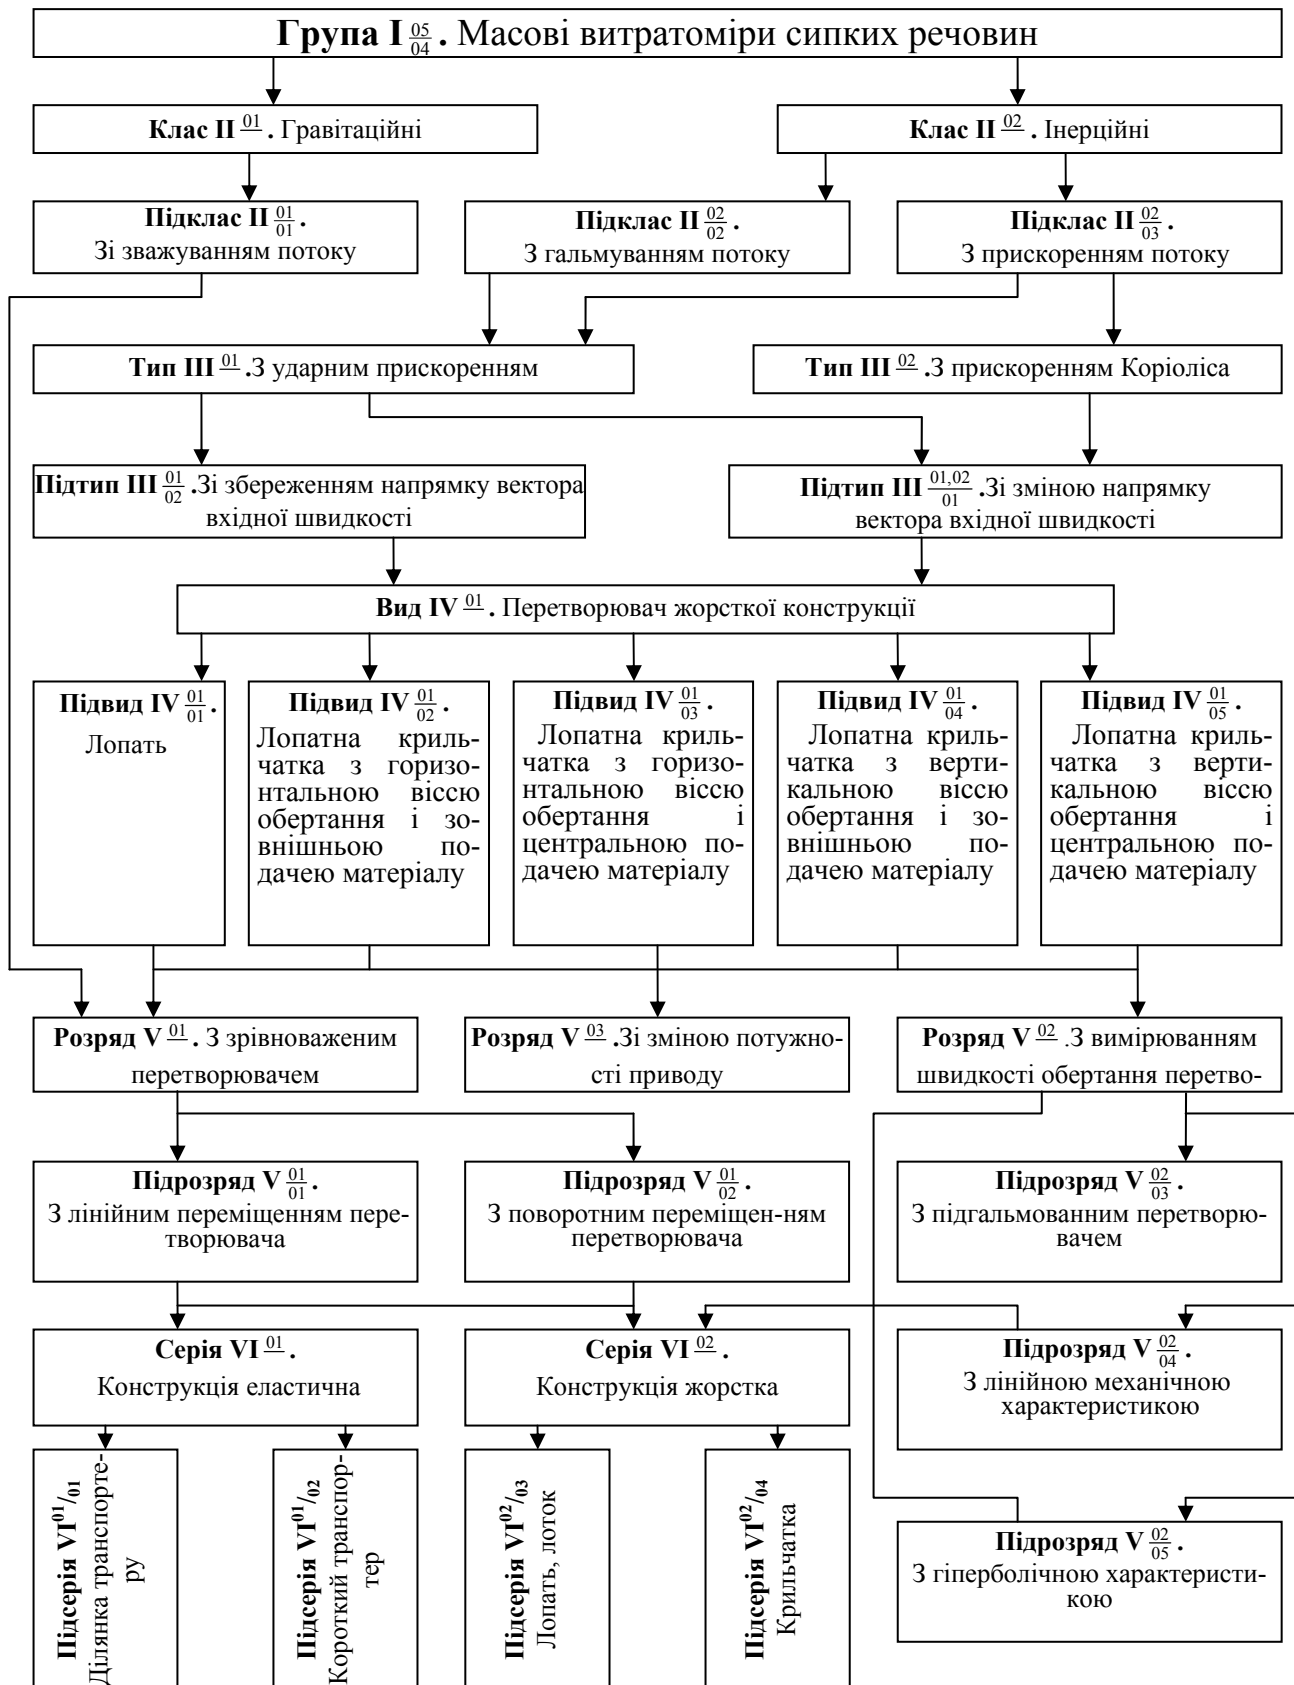 Група I 05/04 . Масові витратоміри сипких речовин
Клас II 01 . Гравітаційні
Клас II 02 . Інерційні
Підклас II 01/01 .
Зі зважуванням потоку
Підклас II 02/02 .
З гальмуванням потоку
Підклас II 02/03 .
З прискоренням потоку
Тип III 01 .З ударним прискоренням
Тип III 02 .З прискоренням Коріоліса
Підтип III 01/02 .Зі збереженням напрямку вектора
вхідної швидкості
Підтип III 01,02/01 .Зі зміною напрямку
вектора вхідної швидкості
Вид IV 01 . Перетворювач жорсткої конструкції
Підвид IV 01/01 .
Лопать
Підвид IV 01/02 .
Лопатна криль-
чатка з горизо-
нтальною віссю
обертання і зо-
внішньою по-
дачею матеріалу
Підвид IV 01/03 .
Лопатна криль-
чатка з горизо-
нтальною віссю
обертання і
центральною по-
дачею матеріалу
Підвид IV 01/04 .
Лопатна криль-
чатка з верти-
кальною віссю
обертання і зо-
внішньою по-
дачею матеріалу
Підвид IV 01/05 .
Лопатна криль-
чатка з верти-
кальною віссю
обертання і
центральною по-
дачею матеріалу
Розряд V 01 . З зрівноваженим
перетворювачем
Розряд V 03 .Зі зміною потужно-
сті приводу
Розряд V 02 .З вимірюванням
швидкості обертання перетво-
Підрозряд V 01/01 .
З лінійним переміщенням пере-
творювача
Підрозряд V 01/02 .
З поворотним переміщен-ням
перетворювача
Підрозряд V 02/03 .
З підгальмованним перетворю-
вачем
Серія VI 01 .
Конструкція еластична
Серія VI 02 .
Конструкція жорстка
Підрозряд V 02/04 .
З лінійною механічною
характеристикою
Підсерія VI01/01
Ділянка транспорте-
ру
Підсерія VI01/02
Короткий транспор-
тер
Підсерія VI02/03
Лопать, лоток
Підсерія VI02/04
Крильчатка
Підрозряд V 02/05 .
З гіперболічною характеристи-
кою